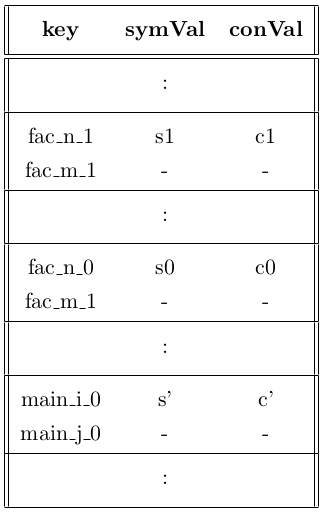 key symVal conVal
:
fac_n_1 s1 c1
fac_m_1 - -
:
fac_n_0 s0 c0
fac_m_1 - -
:
main_i_0 s' c'
main_j_0 - -
: